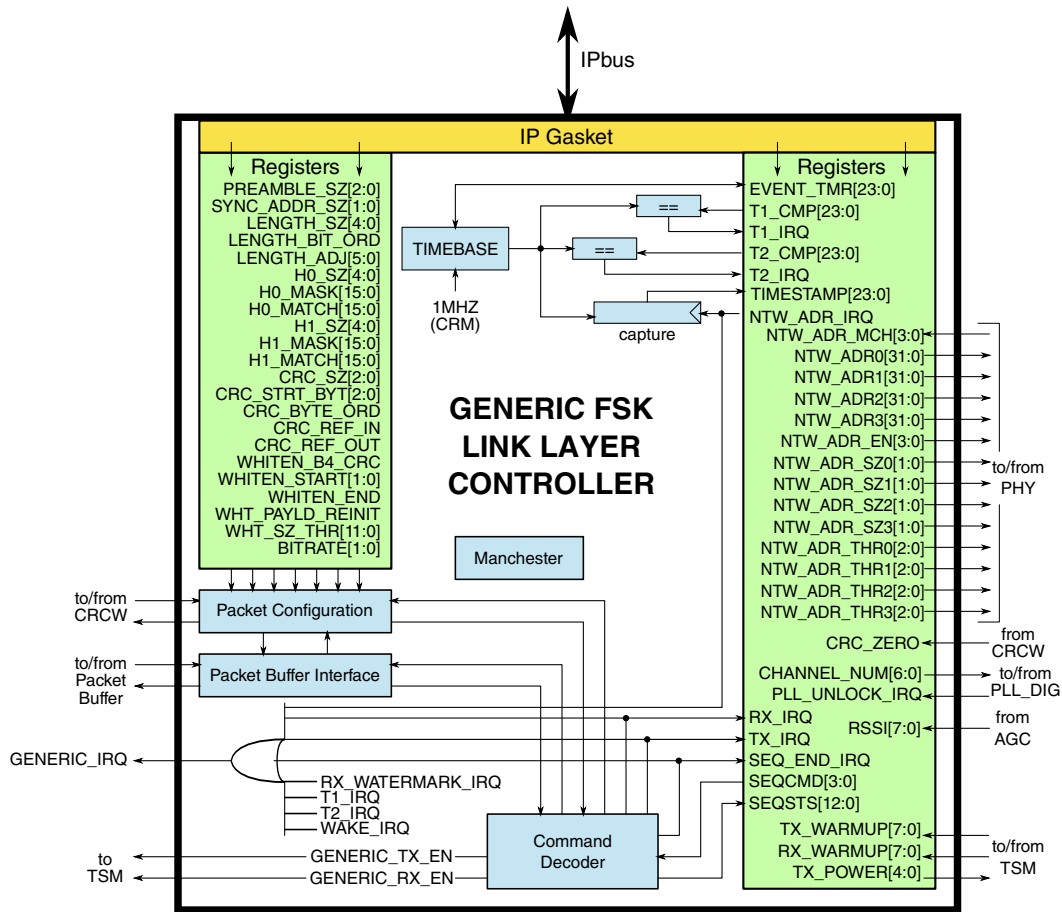 IPbus
IP Gasket
Registers
PREAMBLE_SZ[2:0]
SYNC_ADDR_SZ[1:0]
LENGTH_SZ[4:0]
LENGTH_BIT_ORD
LENGTH_ADJ[5:0]
H0_SZ[4:0]
H0_MASK[15:0]
H0_MATCH[15:0]
H1_SZ[4:0]
H1_MASK[15:0]
H1_MATCH[15:0]
CRC_SZ[2:0]
CRC_STRT_BYT[2:0]
CRC_BYTE_ORD
CRC_REF_IN
CRC_REF_OUT
WHITEN_B4_CRC
WHITEN_START[1:0]
WHITEN_END
WHT_PAYLD_REINIT
WHT_SZ_THR[11:0]
BITRATE[1:0]
TIMEBASE
1MHZ
(CRM)
==
==
capture
GENERIC FSK
LINK LAYER
CONTROLLER
Manchester
Registers
EVENT_TMR[23:0]
T1_CMP[23:0]
T1_IRQ
T2_CMP[23:0]
T2_IRQ
TIMESTAMP[23:0]
NTW_ADR_IRQ
NTW_ADR_MCH[3:0]
NTW_ADR0[31:0]
NTW_ADR1[31:0]
NTW_ADR2[31:0]
NTW_ADR3[31:0]
NTW_ADR_EN[3:0]
NTW_ADR_SZ0[1:0]
NTW_ADR_SZ1[1:0]
NTW_ADR_SZ2[1:0]
NTW_ADR_SZ3[1:0]
NTW_ADR_THR0[2:0]
NTW_ADR_THR1[2:0]
NTW_ADR_THR2[2:0]
NTW_ADR_THR3[2:0]
to/from
PHY
CRC_ZERO
from
CRCW
CHANNEL_NUM[6:0]
to/from
PLL_DIG
PLL_UNLOCK_IRQ
RX_IRQ
RSSI[7:0]
from
AGC
TX_IRQ
SEQ_END_IRQ
SEQCMD[3:0]
SEQSTS[12:0]
TX_WARMUP[7:0]
RX_WARMUP[7:0]
TX_POWER[4:0]
to/from
TSM
to/from
CRCW
Packet Configuration
to/from
Packet
Buffer
Packet Buffer Interface
GENERIC_IRQ
RX_WATERMARK_IRQ
T1_IRQ
T2_IRQ
WAKE_IRQ
Command
Decoder
to
TSM
GENERIC_TX_EN
GENERIC_RX_EN